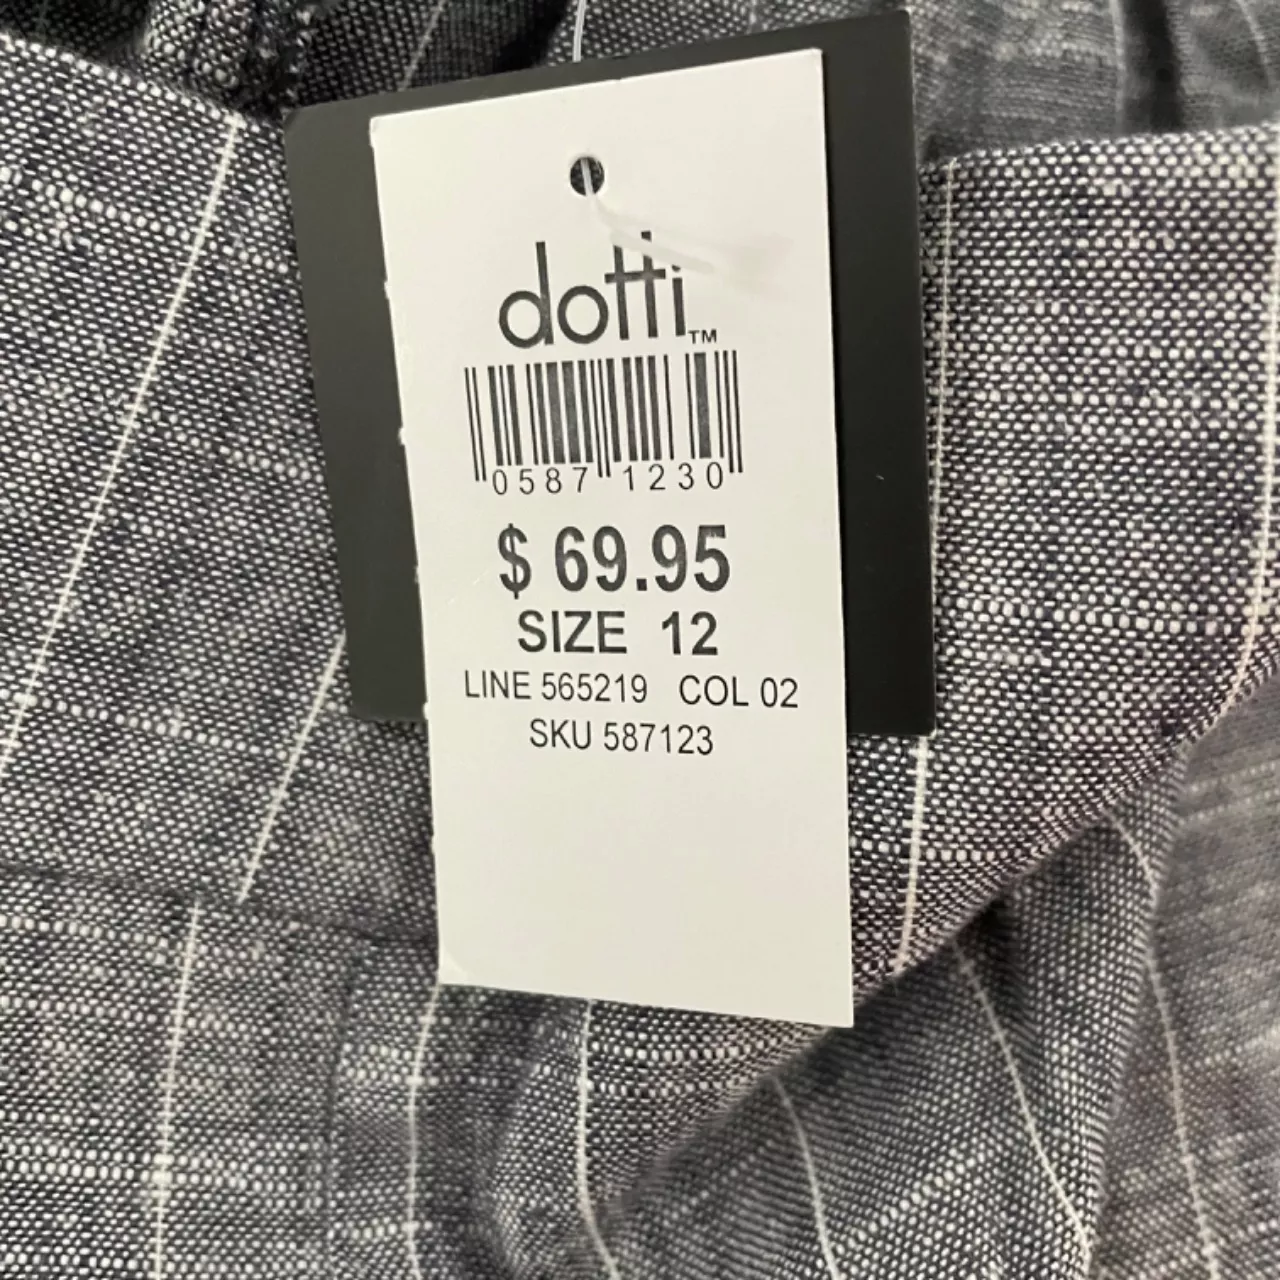 dotti™
0587 1230
$ 69.95
SIZE 12
LINE 565219 COL 02
SKU 587123